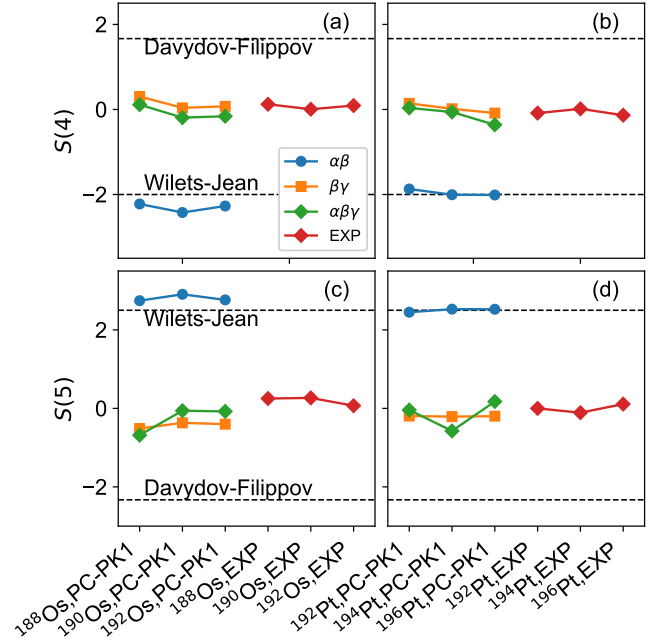 (a)
(b)
2
0
−2
S(4)
Davydov-Filippov
Wilets-Jean
αβ
βγ
αβγ
EXP
(c)
(d)
2
0
−2
S(5)
Wilets-Jean
Davydov-Filippov
¹⁸⁸Os,PC-PK1
¹⁹⁰Os,PC-PK1
¹⁹²Os,PC-PK1
¹⁸⁸Os,EXP
¹⁹⁰Os,EXP
¹⁹²Os,EXP
¹⁹²Pt,PC-PK1
¹⁹⁴Pt,PC-PK1
¹⁹⁶Pt,PC-PK1
¹⁹²Pt,EXP
¹⁹⁴Pt,EXP
¹⁹⁶Pt,EXP